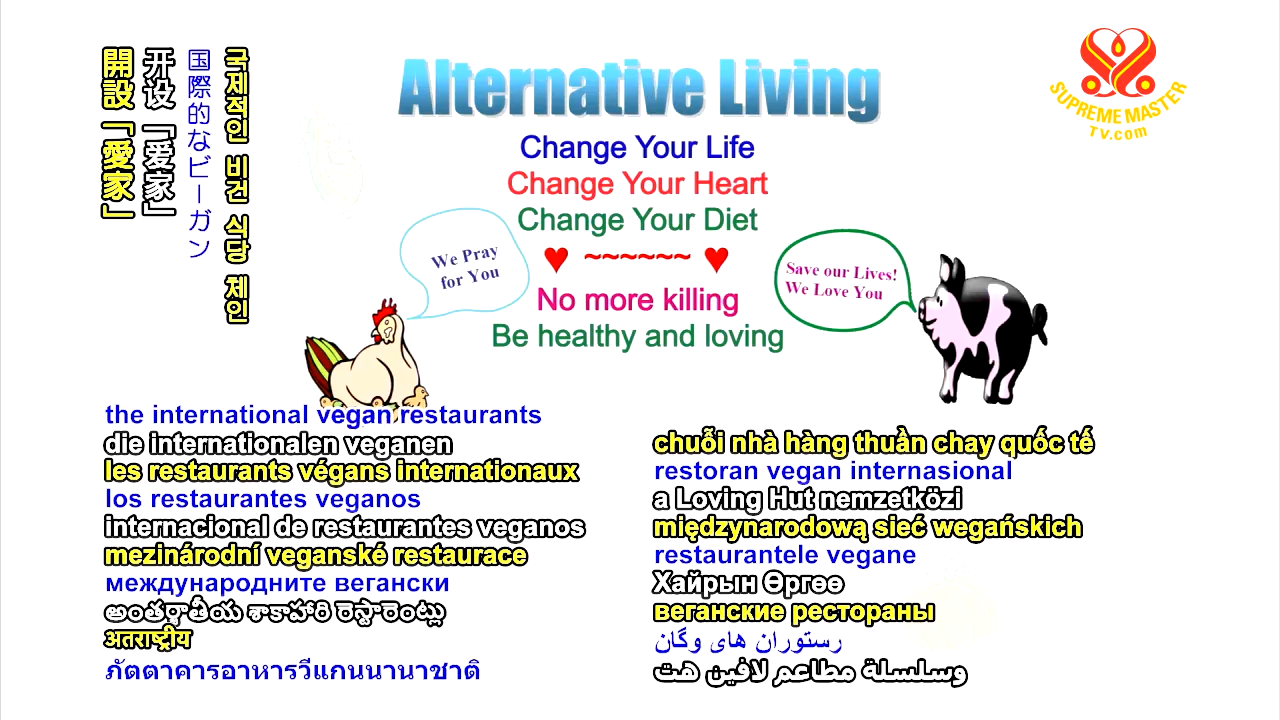 開設「愛家」
开设「爱家」
国際的なビーガン
국제적인 비건 식당 체인
Alternative Living
Change Your Life
Change Your Heart
Change Your Diet
♥ ~~~~~~ ♥
No more killing
Be healthy and loving
We Pray
for You
Save our Lives!
We Love You
SUPREME MASTER
TV.com
the international vegan restaurants
die internationalen veganen
les restaurants végans internationaux
los restaurantes veganos
internacional de restaurantes veganos
mezinárodní veganské restaurace
международните вегански
అంతర్జాతీయ శాకాహారి రెస్టారెంట్లు
अंतराष्ट्रीय
ภัตตาคารอาหารวีแกนนานาชาติ
chuỗi nhà hàng thuần chay quốc tế
restoran vegan internasional
a Loving Hut nemzetközi
międzynarodową sieć wegańskich
restaurantele vegane
Хайрын Өргөө
веганские рестораны
رستوران های وگان
وسلسلة مطاعم لافين هت